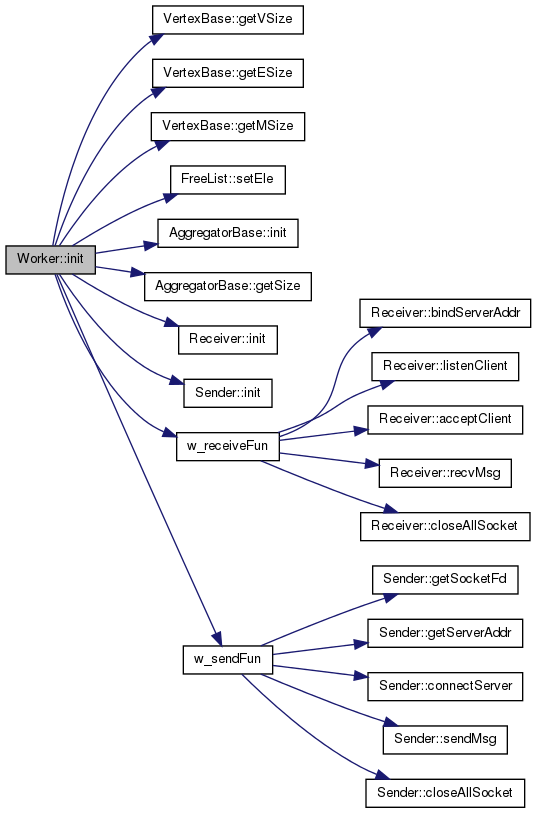 VertexBase::getVSize
VertexBase::getESize
VertexBase::getMSize
FreeList::setEle
AggregatorBase::init
Worker::init
AggregatorBase::getSize
Receiver::bindServerAddr
Receiver::init
Receiver::listenClient
Sender::init
Receiver::acceptClient
w_receiveFun
Receiver::recvMsg
Receiver::closeAllSocket
Sender::getSocketFd
Sender::getServerAddr
w_sendFun
Sender::connectServer
Sender::sendMsg
Sender::closeAllSocket